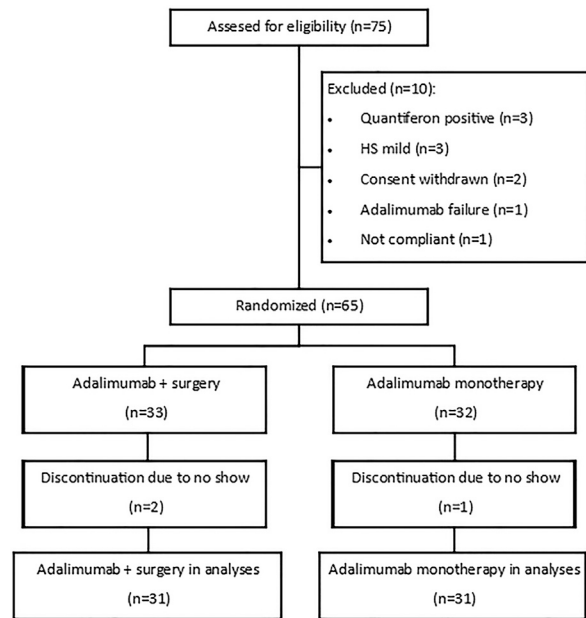 Assesed for eligibility (n=75)
Excluded (n=10):
• Quantiferon positive (n=3)
• HS mild (n=3)
• Consent withdrawn (n=2)
• Adalimumab failure (n=1)
• Not compliant (n=1)
Randomized (n=65)
Adalimumab + surgery
(n=33)
Adalimumab monotherapy
(n=32)
Discontinuation due to no show
(n=2)
Discontinuation due to no show
(n=1)
Adalimumab + surgery in analyses
(n=31)
Adalimumab monotherapy in analyses
(n=31)